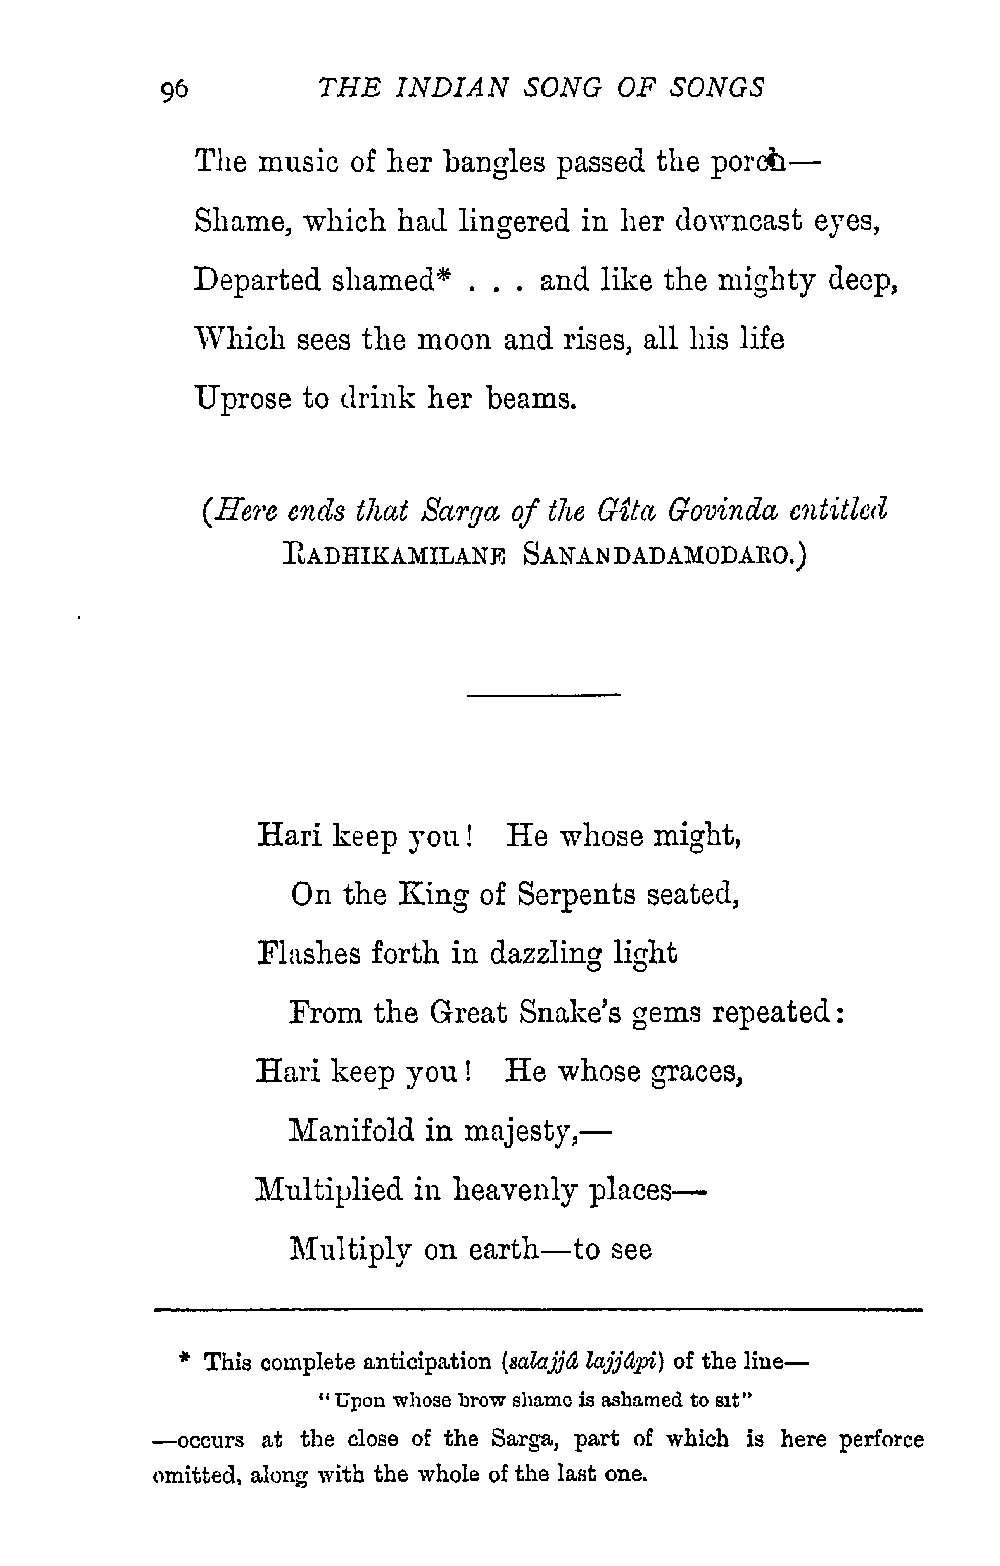 96 THE INDIAN SONG OF SONGS
The music of her bangles passed the porch—
Shame, which had lingered in her downcast eyes,
Departed shamed* . . . and like the mighty deep,
Which sees the moon and rises, all his life
Uprose to drink her beams.
(Here ends that Sarga of the Gîta Govinda entitled
RADHIKAMILANE SANANDADAMODARO.)
Hari keep you! He whose might,
On the King of Serpents seated,
Flashes forth in dazzling light
From the Great Snake's gems repeated:
Hari keep you! He whose graces,
Manifold in majesty,—
Multiplied in heavenly places—
Multiply on earth—to see
* This complete anticipation (salajjâ lajjâpi) of the line—
"Upon whose brow shame is ashamed to sit"
—occurs at the close of the Sarga, part of which is here perforce
omitted, along with the whole of the last one.